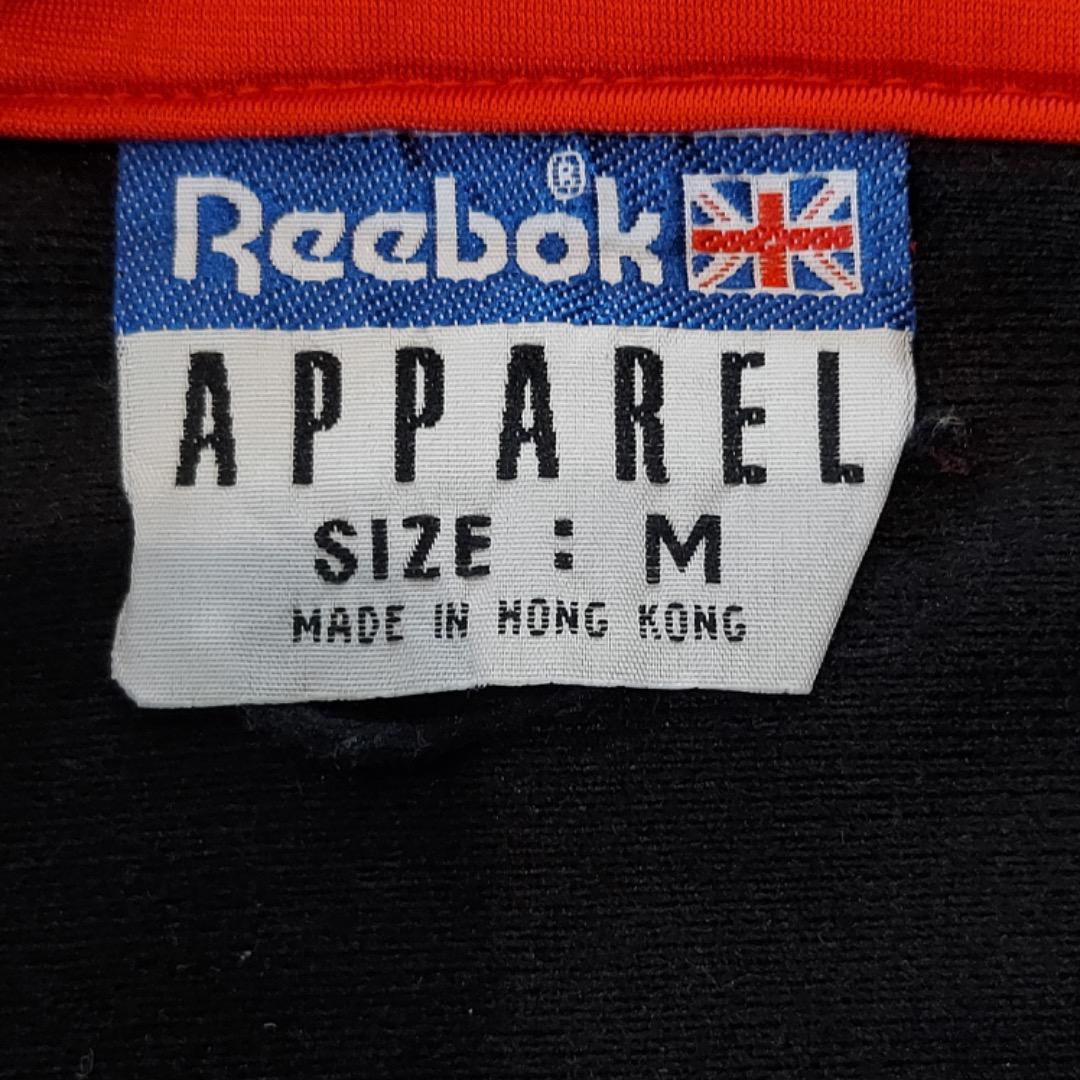 Reebok®
APPAREL
SIZE : M
MADE IN HONG KONG